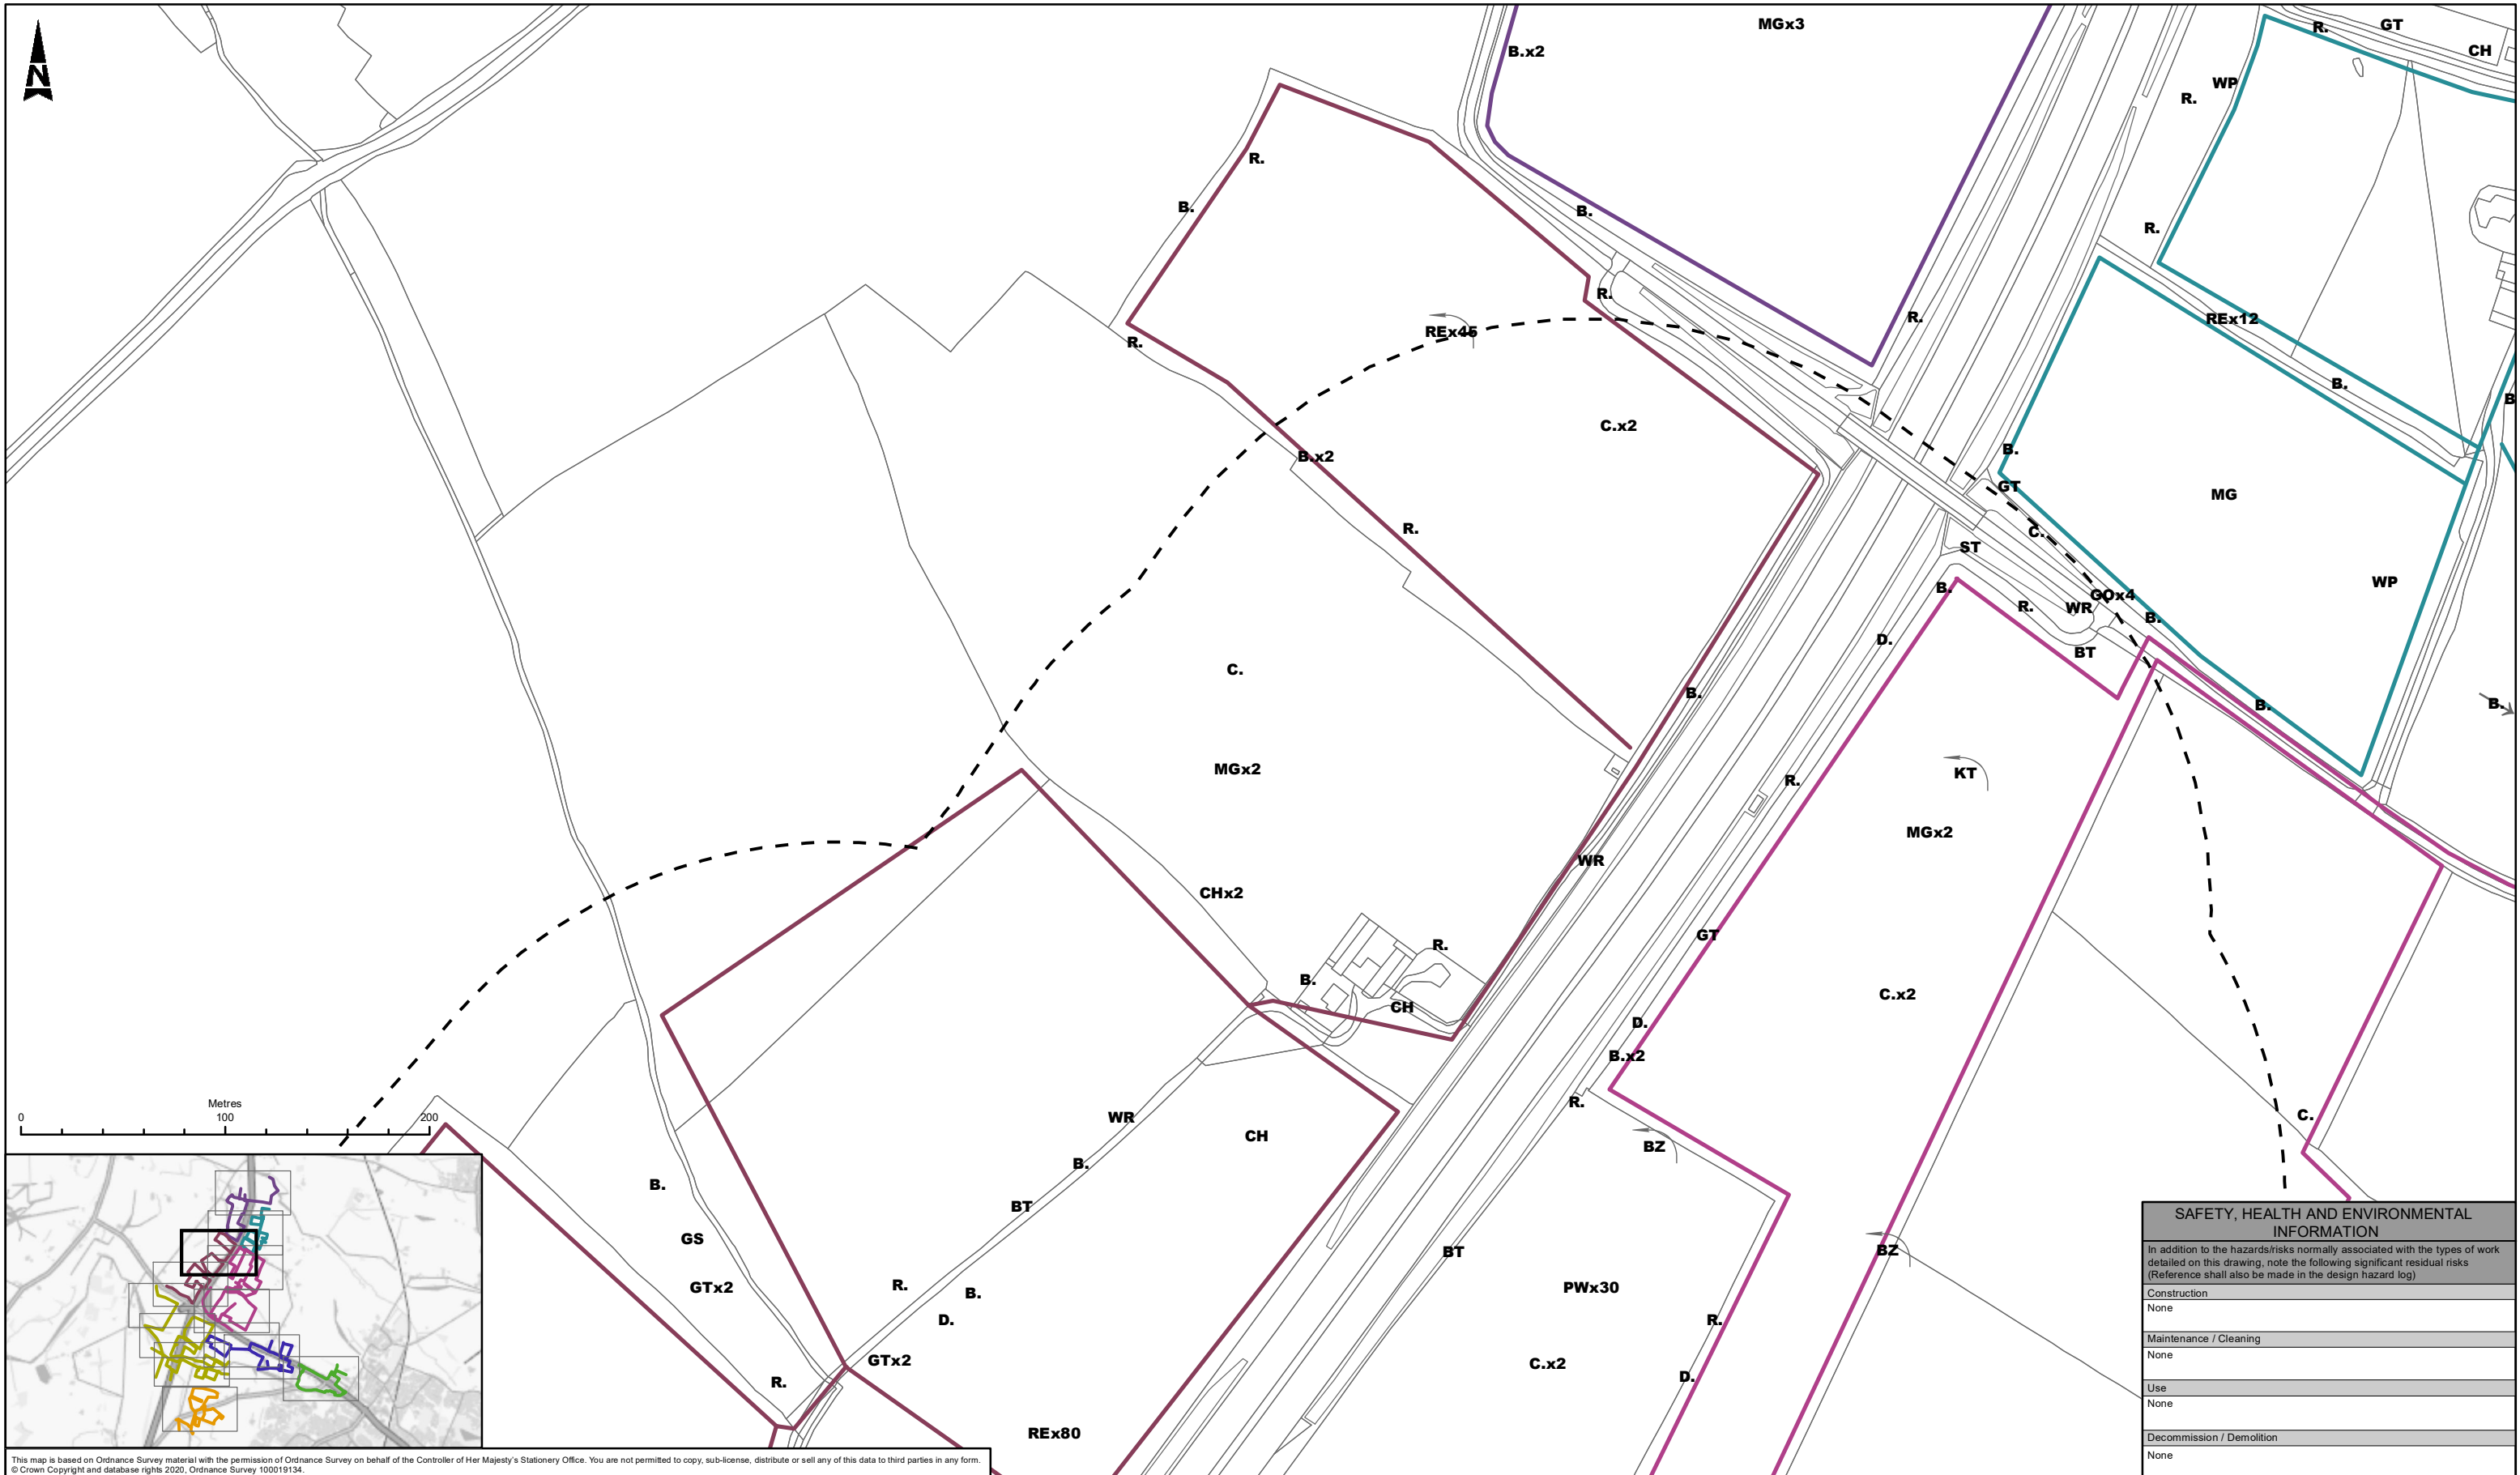 MGx3
R.
GT
B.x2
CH
WP
R.
R.
B.
B.
R.
R.
R.
REx45
R.
REx12
B.
B
C.x2
B.x2
B.
GT
MG
R.
C.
ST
WP
B.
GOx4
R.
WR
B.
D.
BT
C.
B.
B.
B.
MGx2
KT
R.
MGx2
WR
CHx2
GT
R.
B.
C.x2
CH
D.
B.x2
R.
C.
WR
CH
BZ
B.
B.
BT
GS
BT
BZ
GTx2
R.
B.
PWx30
D.
R.
GTx2
C.x2
R.
D.
REx80
N
Metres
0 100 200
SAFETY, HEALTH AND ENVIRONMENTAL
INFORMATION
In addition to the hazards/risks normally associated with the types of work
detailed on this drawing, note the following significant residual risks
(Reference shall also be made in the design hazard log)
Construction
None
Maintenance / Cleaning
None
Use
None
Decommission / Demolition
None
This map is based on Ordnance Survey material with the permission of Ordnance Survey on behalf of the Controller of Her Majesty's Stationery Office. You are not permitted to copy, sub-license, distribute or sell any of this data to third parties in any form.
© Crown Copyright and database rights 2020, Ordnance Survey 100019134.